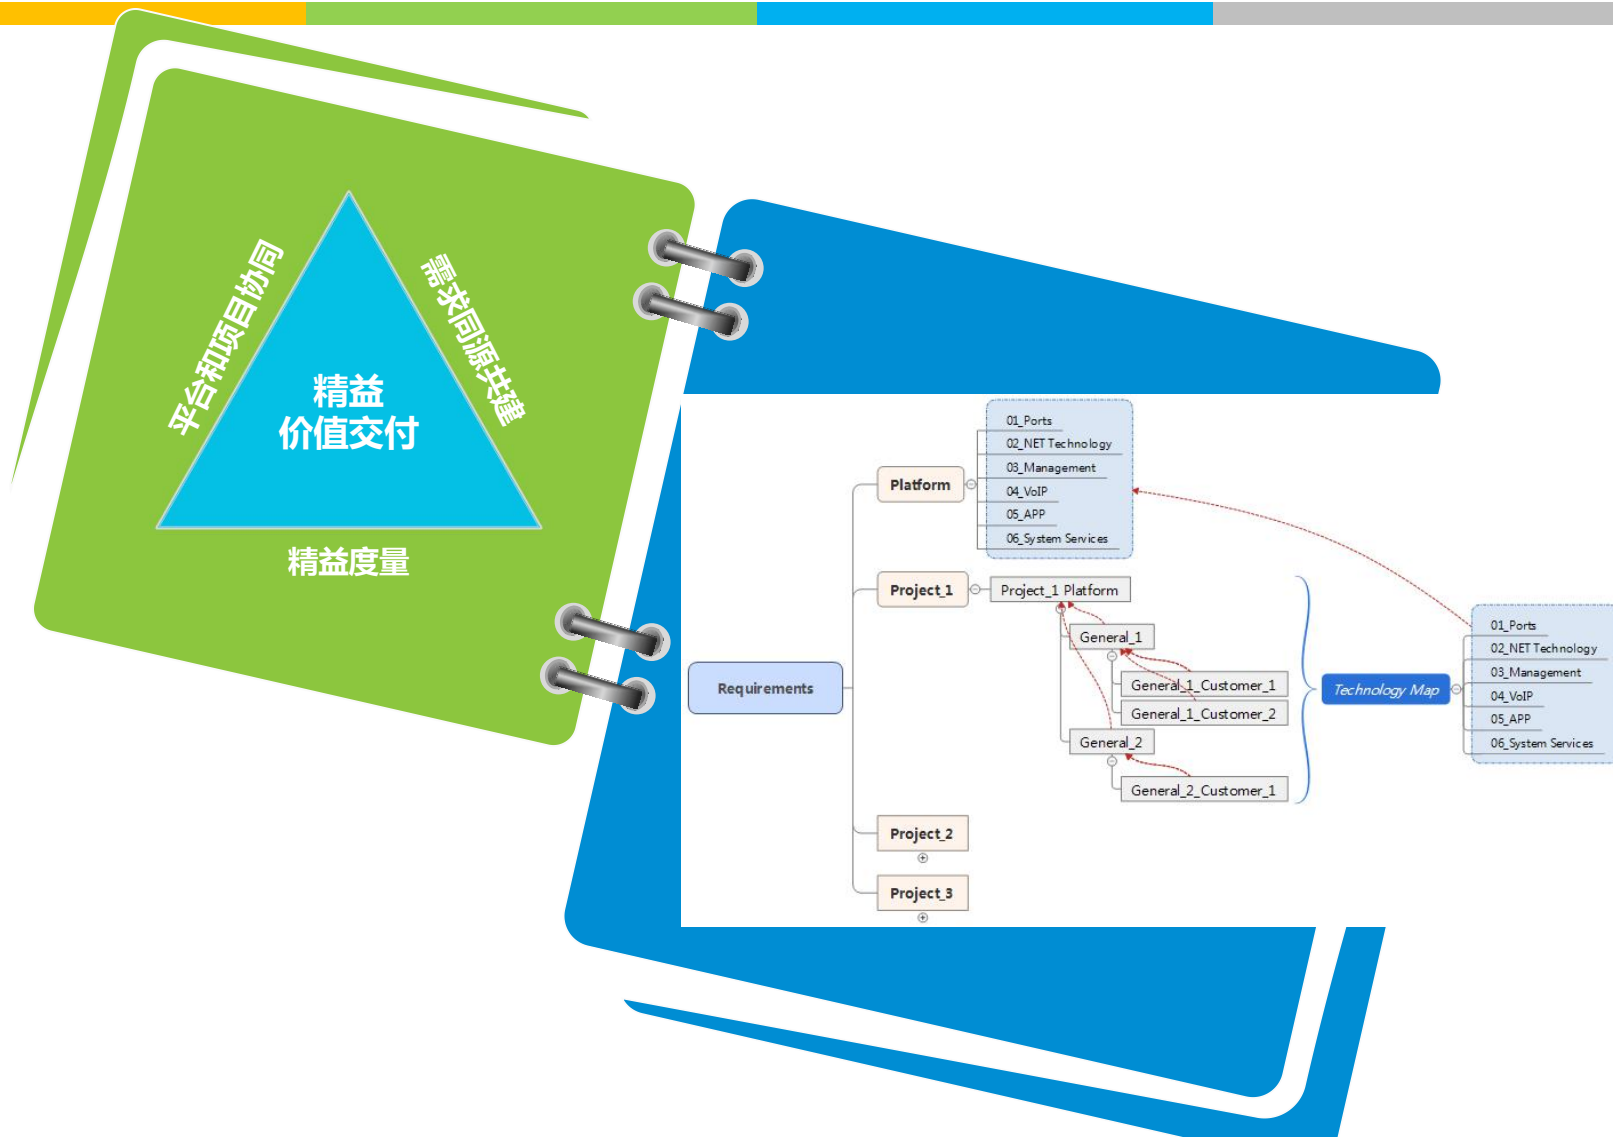 平台和项目协同
需求同源共建
精益
价值交付
精益度量
Requirements
Platform
01_Ports
02_NET Technology
03_Management
04_VoIP
05_APP
06_System Services
Project_1
Project_1 Platform
General_1
General_1_Customer_1
General_1_Customer_2
General_2
General_2_Customer_1
Technology Map
01_Ports
02_NET Technology
03_Management
04_VoIP
05_APP
06_System Services
Project_2
Project_3